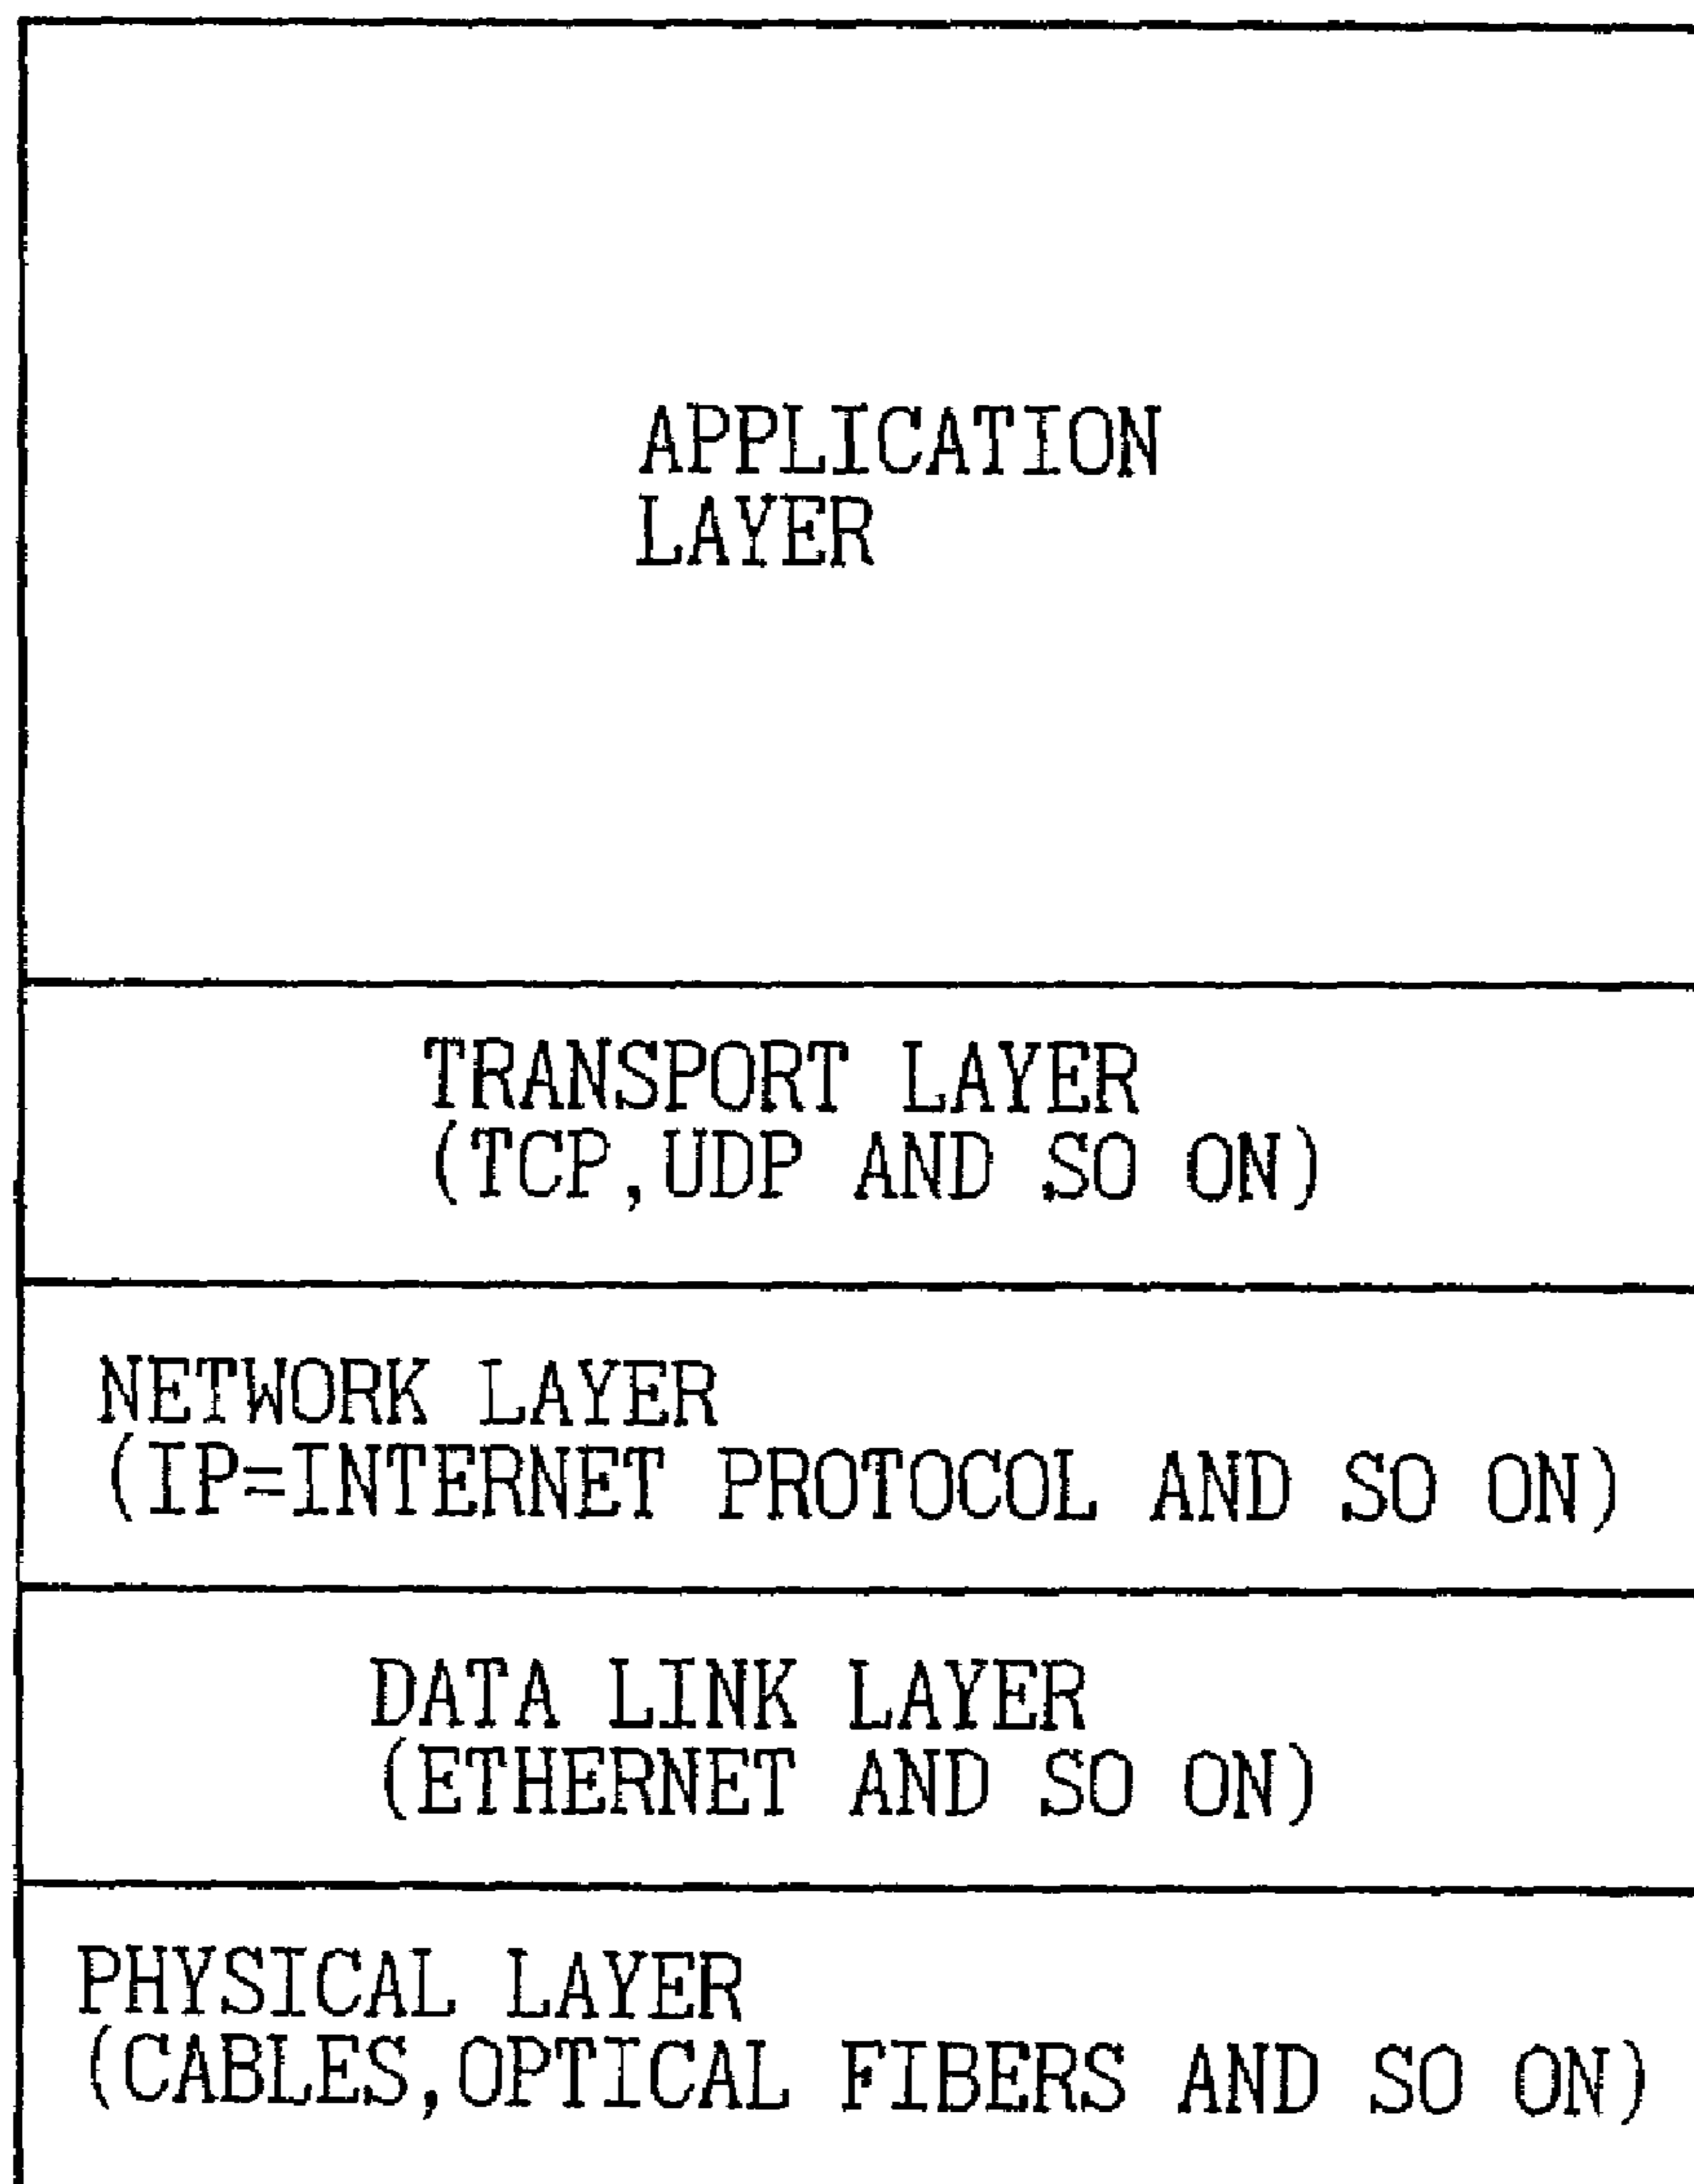 APPLICATION
LAYER
TRANSPORT LAYER
(TCP,UDP AND SO ON)
NETWORK LAYER
(IP=INTERNET PROTOCOL AND SO ON)
DATA LINK LAYER
(ETHERNET AND SO ON)
PHYSICAL LAYER
(CABLES,OPTICAL FIBERS AND SO ON)